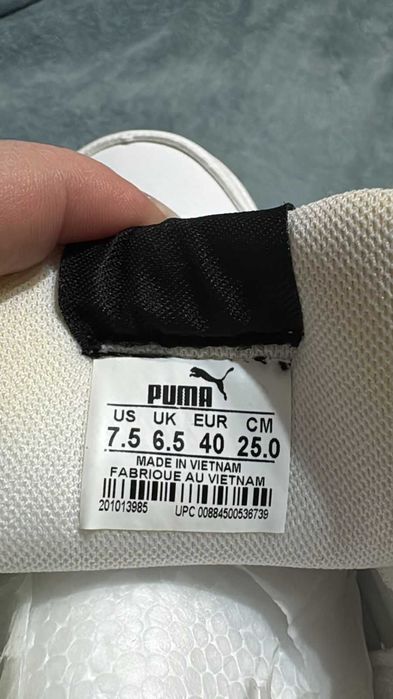 PUMA
US UK EUR CM
7.5 6.5 40 25.0
MADE IN VIETNAM
FABRIQUE AU VIETNAM
201013985 UPC 00884500536739